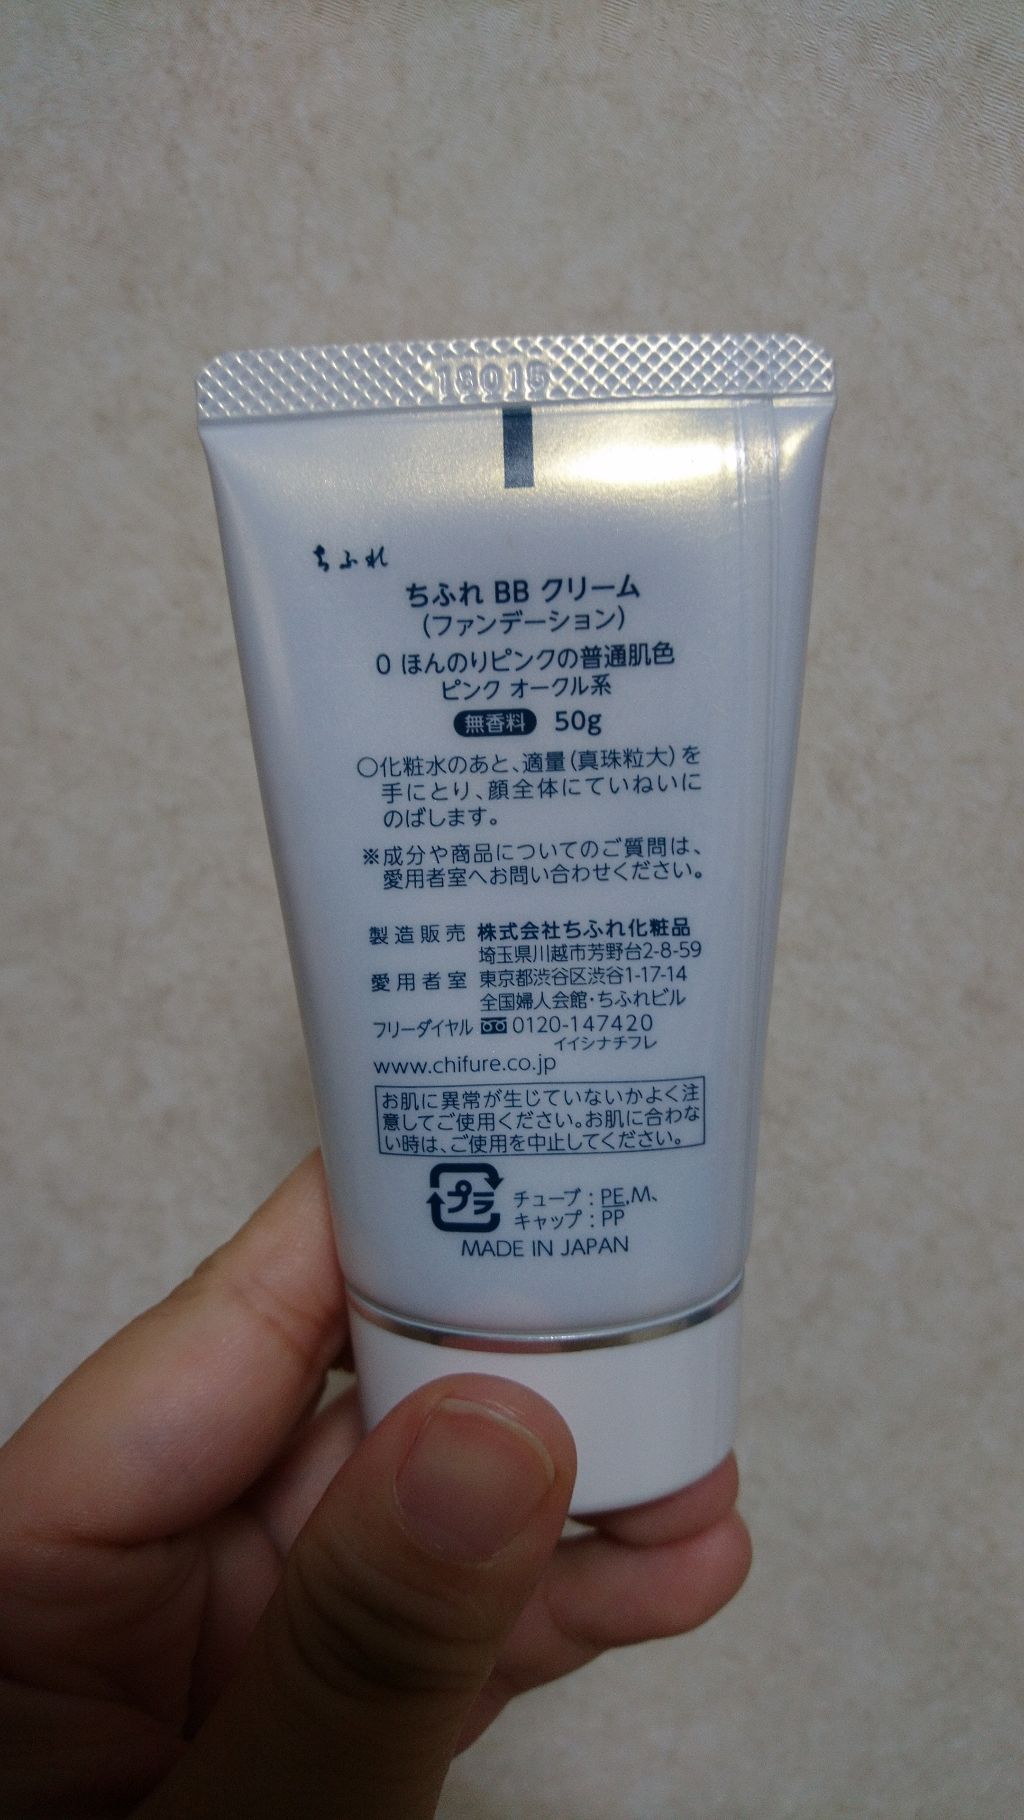 ちふれ
ちふれ BB クリーム
(ファンデーション)
0 ほんのりピンクの普通肌色
ピンク オークル系
無香料 50g
○化粧水のあと、適量(真珠粒大)を
手にとり、顔全体にていねいに
のばします。
※成分や商品についてのご質問は、
愛用者室へお問い合わせください。
製造販売 株式会社ちふれ化粧品
埼玉県川越市芳野台2-8-59
愛用者室 東京都渋谷区渋谷1-17-14
全国婦人会館・ちふれビル
フリーダイヤル 0120-147420
イイシナチフレ
www.chifure.co.jp
お肌に異常が生じていないかよく注
意してご使用ください。お肌に合わな
い時は、ご使用を中止してください。
プラ
チューブ : PE,M、
キャップ : PP
MADE IN JAPAN